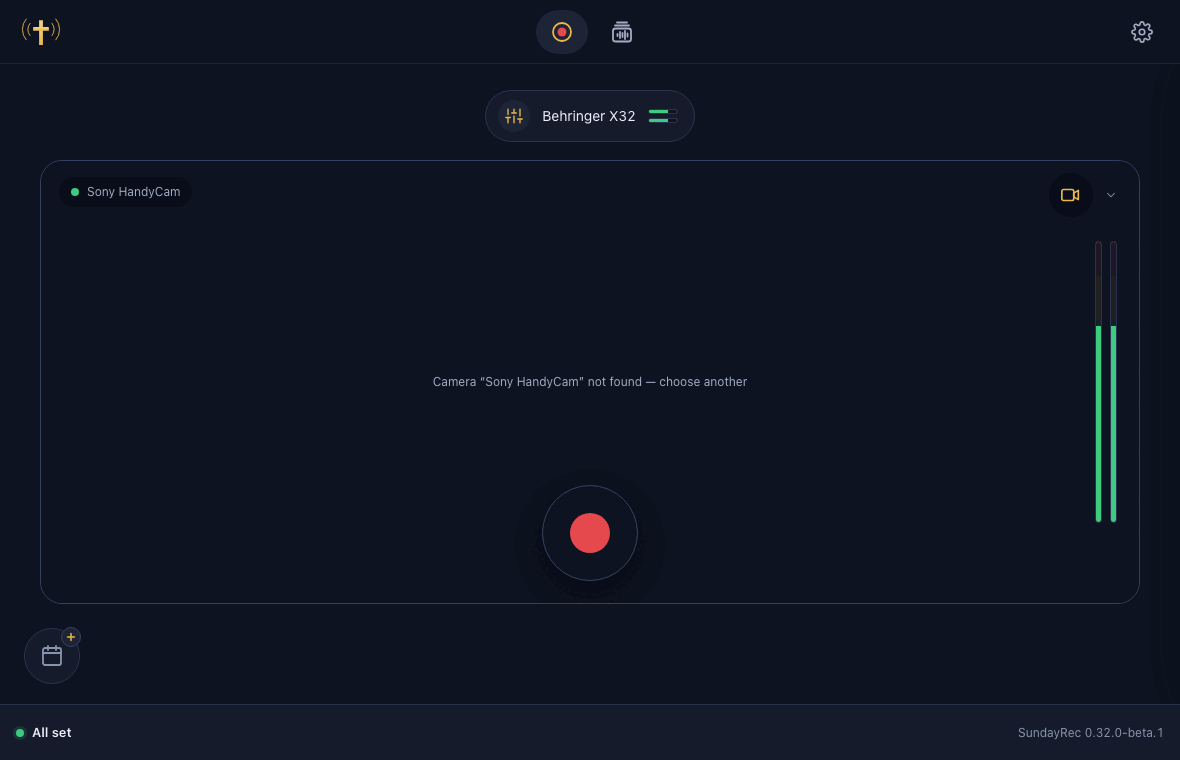 Behringer X32
Sony HandyCam
Camera “Sony HandyCam” not found — choose another
All set
SundayRec 0.32.0-beta.1